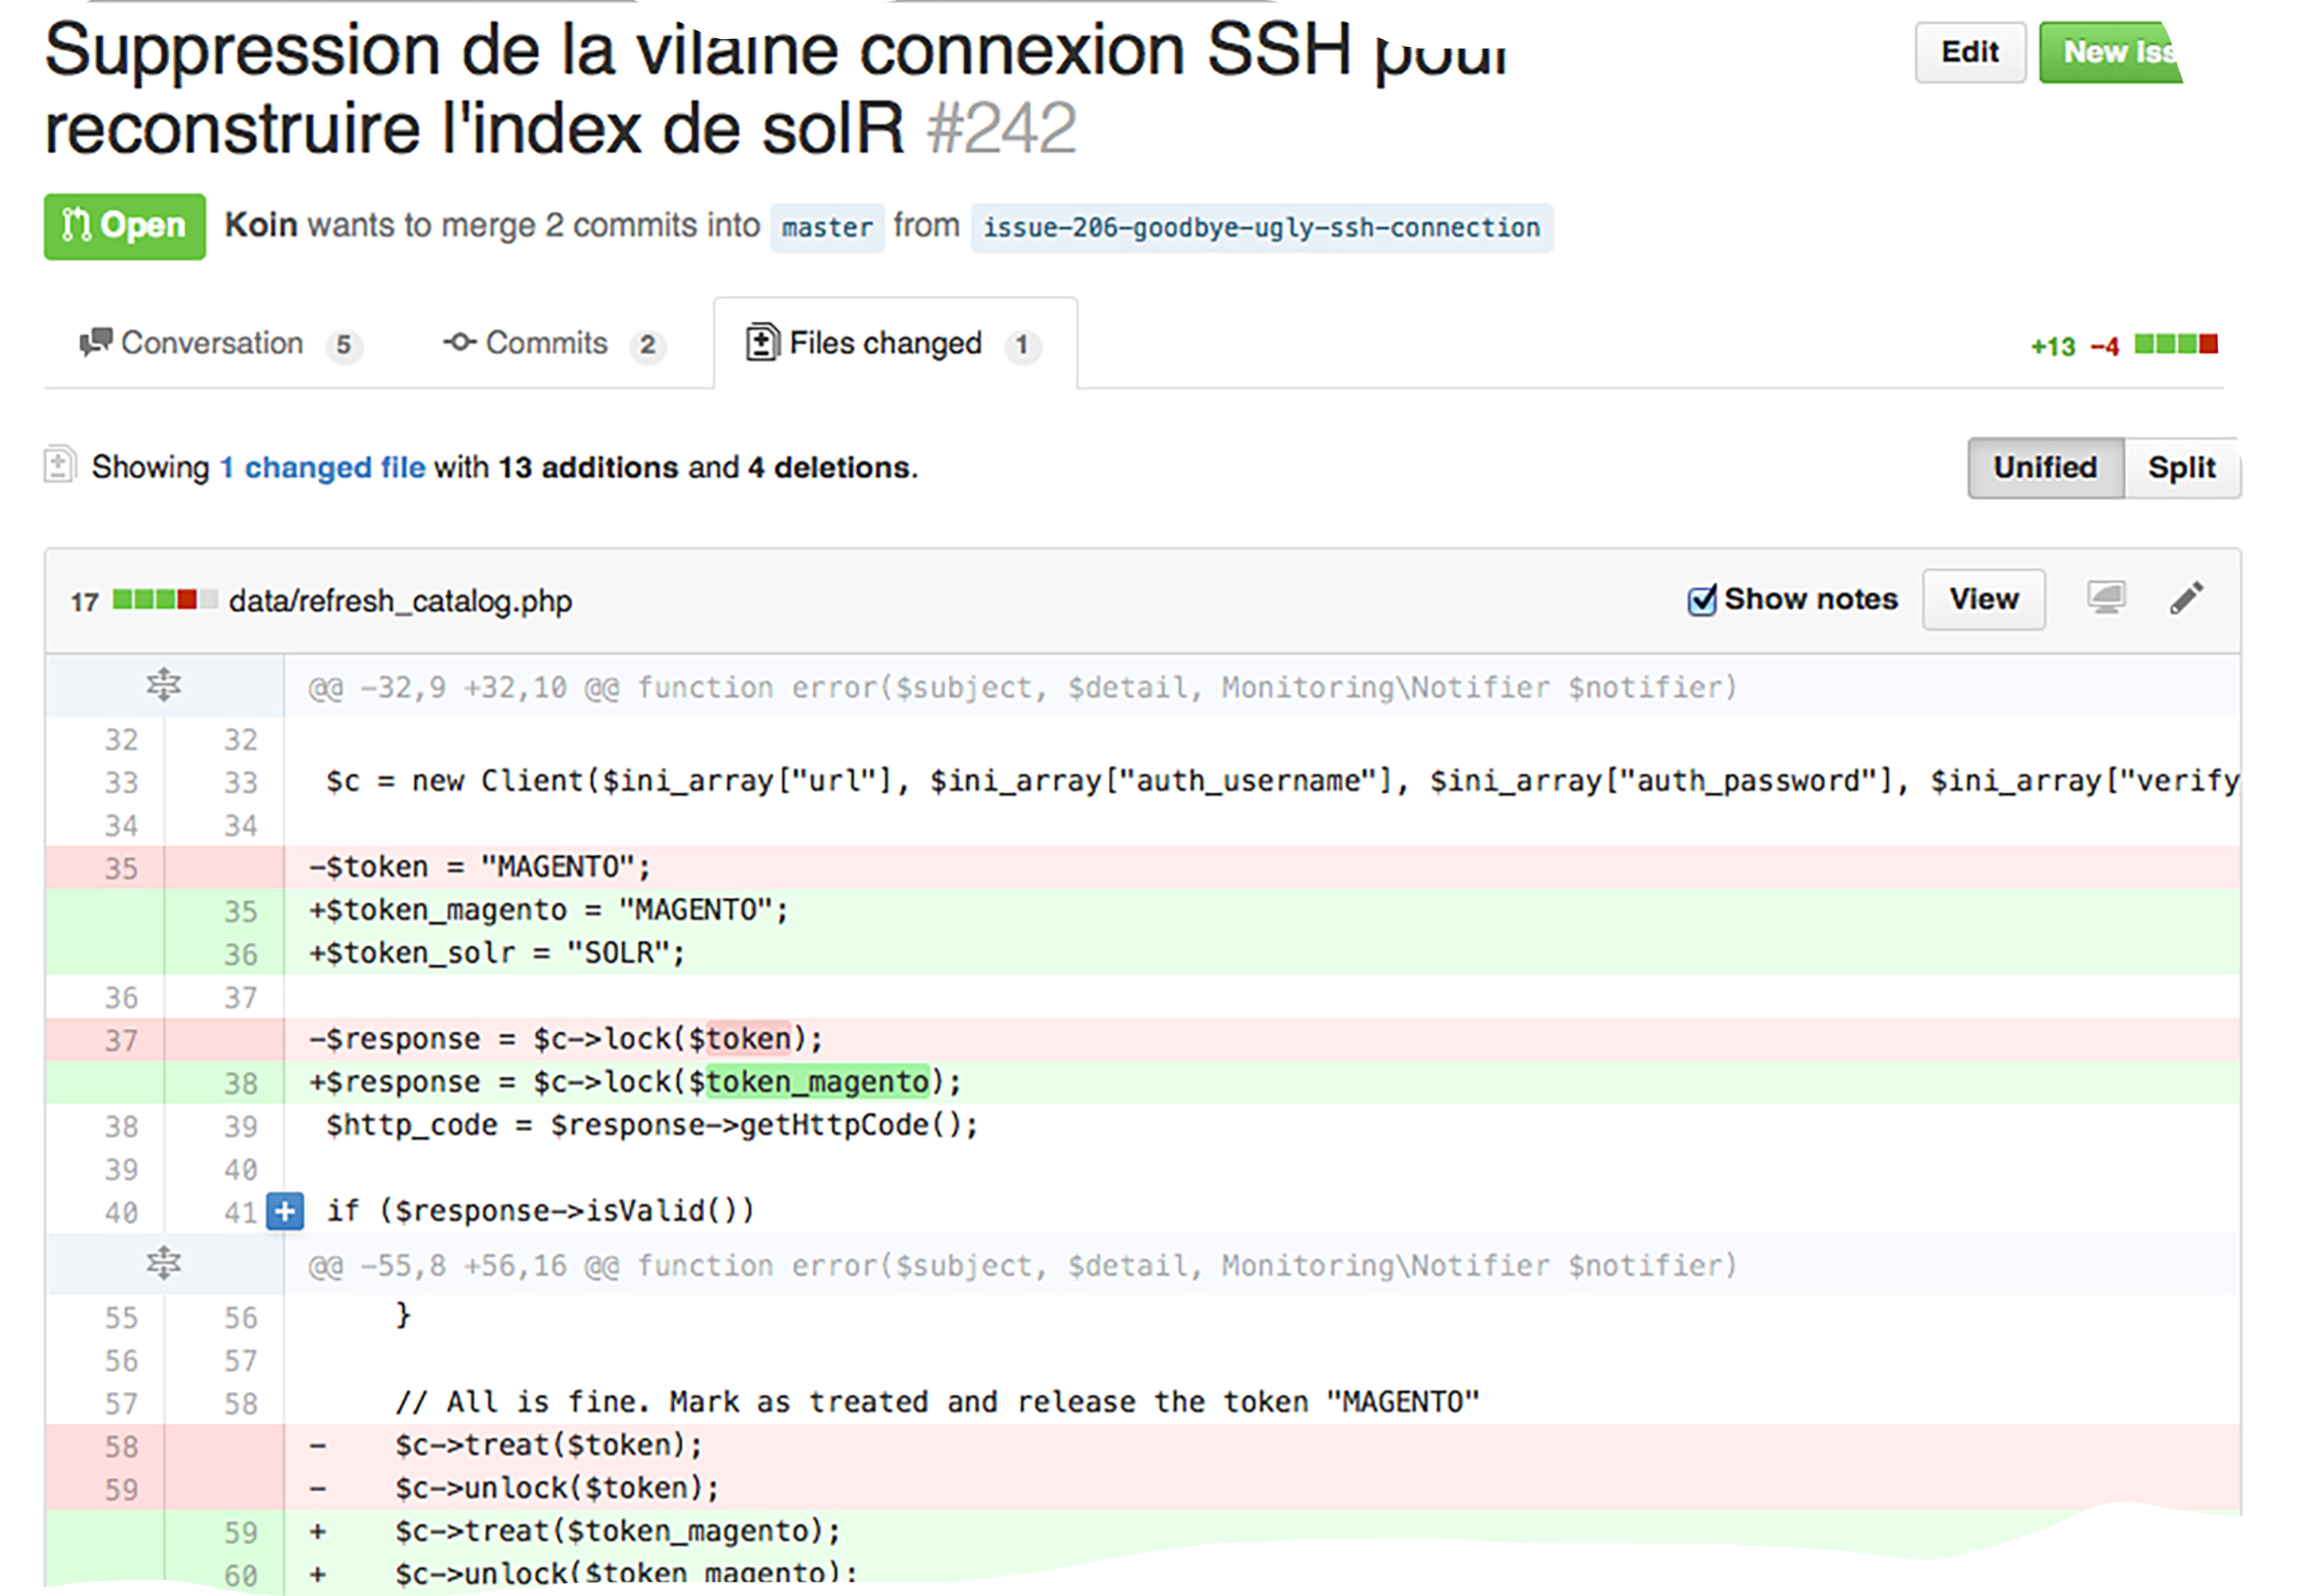 Suppression de la vilaine connexion SSH pour
reconstruire l'index de solR #242
Edit
New Iss
Open
Koin wants to merge 2 commits into master from issue-206-goodbye-ugly-ssh-connection
Conversation 5 Commits 2 Files changed 1
+13 −4
Showing 1 changed file with 13 additions and 4 deletions.
Unified Split
17 data/refresh_catalog.php
Show notes View
@@ -32,9 +32,10 @@ function error($subject, $detail, Monitoring\Notifier $notifier)
32 32
33 33 $c = new Client($ini_array["url"], $ini_array["auth_username"], $ini_array["auth_password"], $ini_array["verify
34 34
35 -$token = "MAGENTO";
35 +$token_magento = "MAGENTO";
36 +$token_solr = "SOLR";
36 37
37 -$response = $c->lock($token);
38 +$response = $c->lock($token_magento);
38 39 $http_code = $response->getHttpCode();
39 40
40 41 + if ($response->isValid())
@@ -55,8 +56,16 @@ function error($subject, $detail, Monitoring\Notifier $notifier)
55 56 }
56 57
57 58 // All is fine. Mark as treated and release the token "MAGENTO"
58 - $c->treat($token);
59 - $c->unlock($token);
59 + $c->treat($token_magento);
60 + $c->unlock($token_magento);